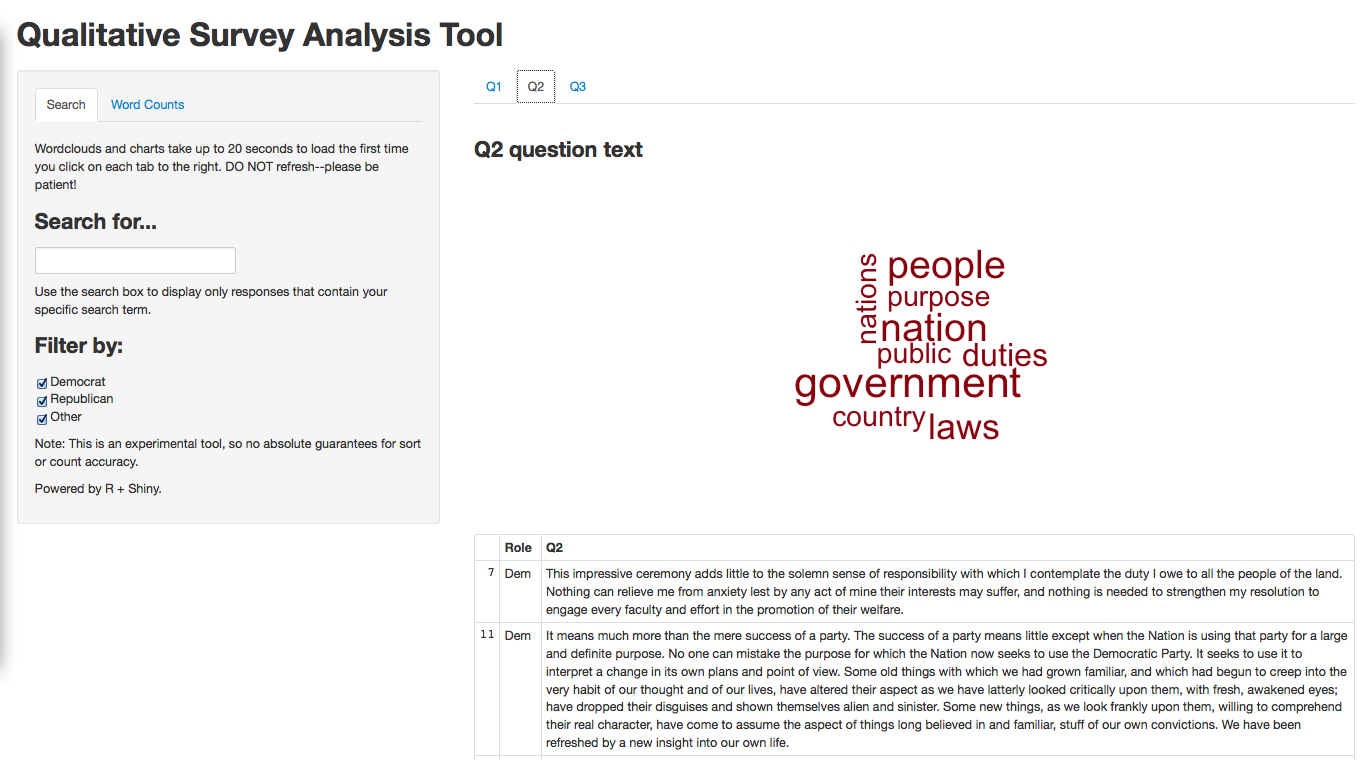 Qualitative Survey Analysis Tool
Search
Word Counts
Wordclouds and charts take up to 20 seconds to load the first time
you click on each tab to the right. DO NOT refresh--please be
patient!
Search for...
Use the search box to display only responses that contain your
specific search term.
Filter by:
Democrat
Republican
Other
Note: This is an experimental tool, so no absolute guarantees for sort
or count accuracy.
Powered by R + Shiny.
Q1
Q2
Q3
Q2 question text
nations
people
purpose
nation
public
duties
government
country
laws
Role
Q2
7
Dem
This impressive ceremony adds little to the solemn sense of responsibility with which I contemplate the duty I owe to all the people of the land.
Nothing can relieve me from anxiety lest by any act of mine their interests may suffer, and nothing is needed to strengthen my resolution to
engage every faculty and effort in the promotion of their welfare.
11
Dem
It means much more than the mere success of a party. The success of a party means little except when the Nation is using that party for a large
and definite purpose. No one can mistake the purpose for which the Nation now seeks to use the Democratic Party. It seeks to use it to
interpret a change in its own plans and point of view. Some old things with which we had grown familiar, and which had begun to creep into the
very habit of our thought and of our lives, have altered their aspect as we have latterly looked critically upon them, with fresh, awakened eyes;
have dropped their disguises and shown themselves alien and sinister. Some new things, as we look frankly upon them, willing to comprehend
their real character, have come to assume the aspect of things long believed in and familiar, stuff of our own convictions. We have been
refreshed by a new insight into our own life.